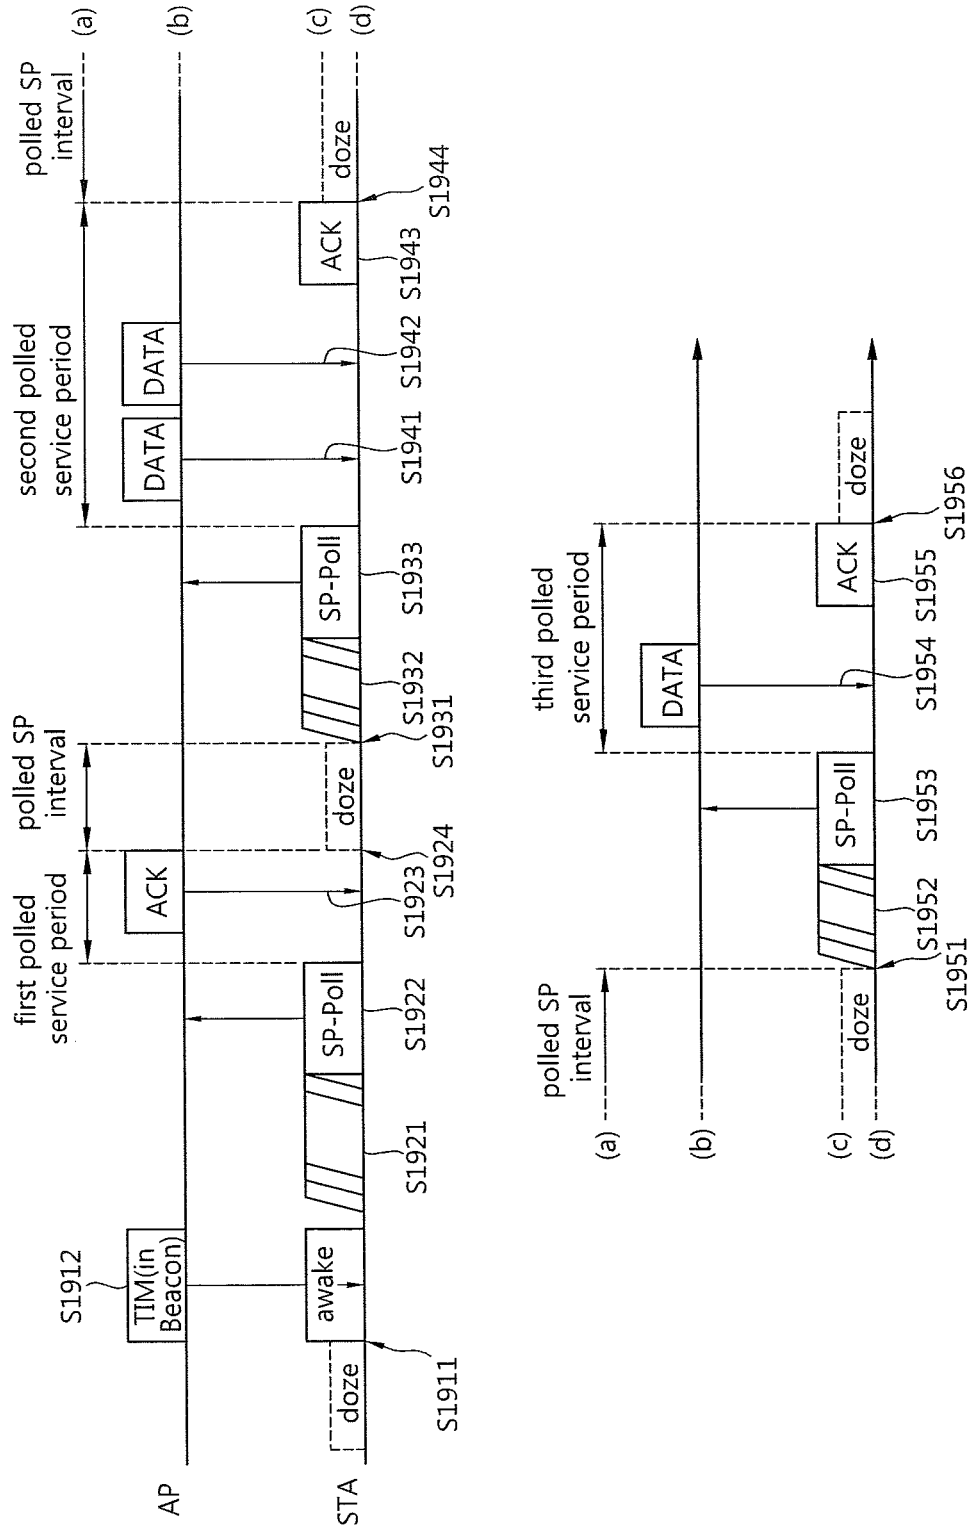 first polled
service period
polled SP
interval
second polled
service period
polled SP
interval
(a)
AP
S1912
TIM(in
Beacon)
ACK
DATA
DATA
(b)
STA
doze
awake
SP-Poll
doze
SP-Poll
ACK
doze
(c)
(d)
S1911
S1921
S1922
S1923
S1924
S1931
S1932
S1933
S1941
S1942
S1943
S1944
polled SP
interval
third polled
service period
(a)
(b)
DATA
(c)
(d)
doze
SP-Poll
ACK
doze
S1951
S1952
S1953
S1954
S1955
S1956